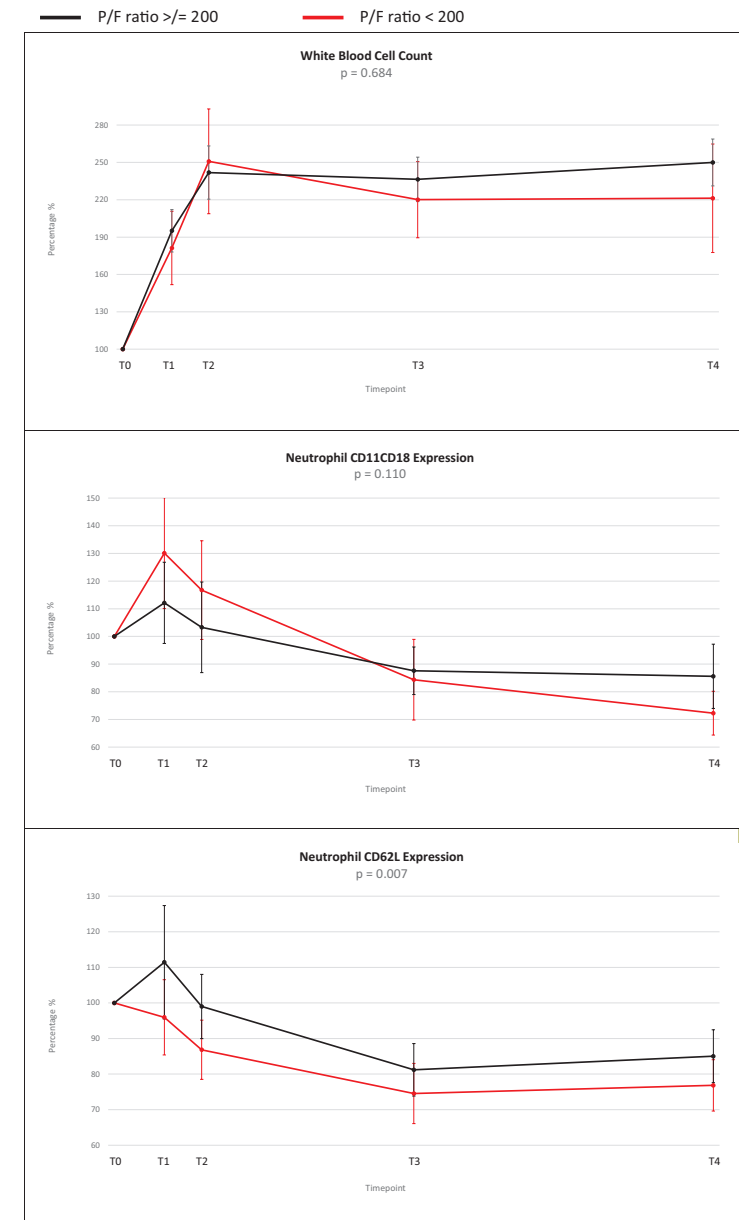 P/F ratio >/= 200 P/F ratio < 200
White Blood Cell Count
p = 0.684
280
250
220
190
160
130
100
Percentage %
T0 T1 T2 T3 T4
Timepoint
Neutrophil CD11CD18 Expression
p = 0.110
150
140
130
120
110
100
90
80
70
60
Percentage %
T0 T1 T2 T3 T4
Timepoint
Neutrophil CD62L Expression
p = 0.007
130
120
110
100
90
80
70
60
Percentage %
T0 T1 T2 T3 T4
Timepoint